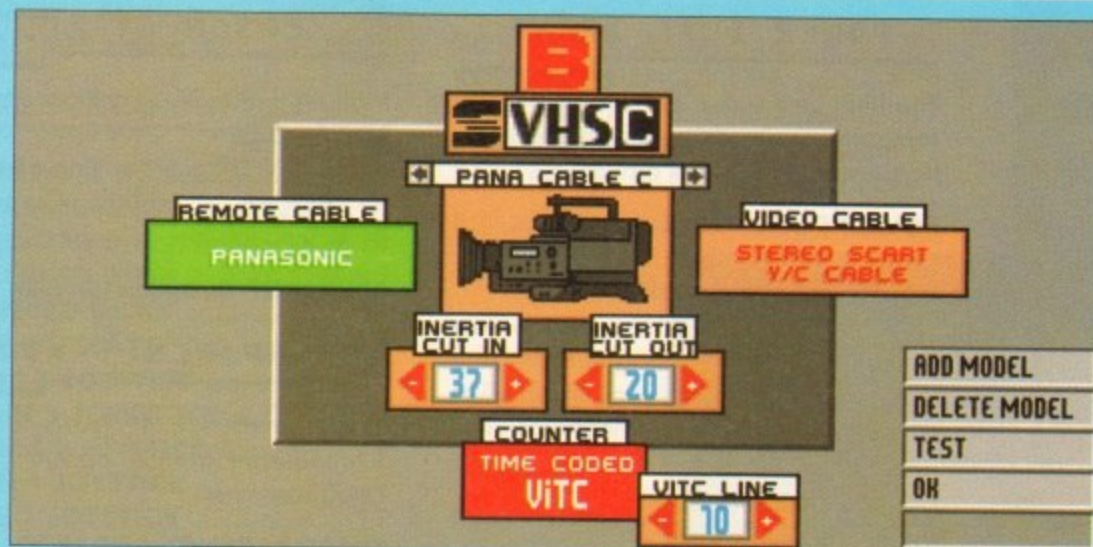 B
S VHS C
PANA CABLE C
REMOTE CABLE
PANASONIC
VIDEO CABLE
STEREO SCART
Y/C CABLE
INERTIA
CUT IN
- 37 +
INERTIA
CUT OUT
- 20 +
COUNTER
TIME CODED
ViTC
VITC LINE
- 10 +
ADD MODEL
DELETE MODEL
TEST
OK